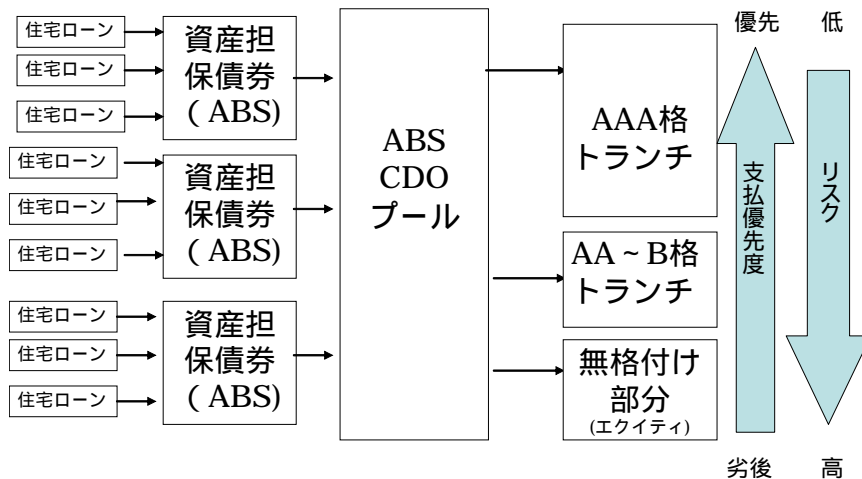 住宅ローン
住宅ローン
住宅ローン
資産担
保債券
( ABS)
住宅ローン
住宅ローン
住宅ローン
資産担
保債券
( ABS)
住宅ローン
住宅ローン
住宅ローン
資産担
保債券
( ABS)
ABS
CDO
プール
AAA格
トランチ
AA ~ B格
トランチ
無格付け
部分
(エクイティ)
優先
支払優先度
劣後
低
リスク
高